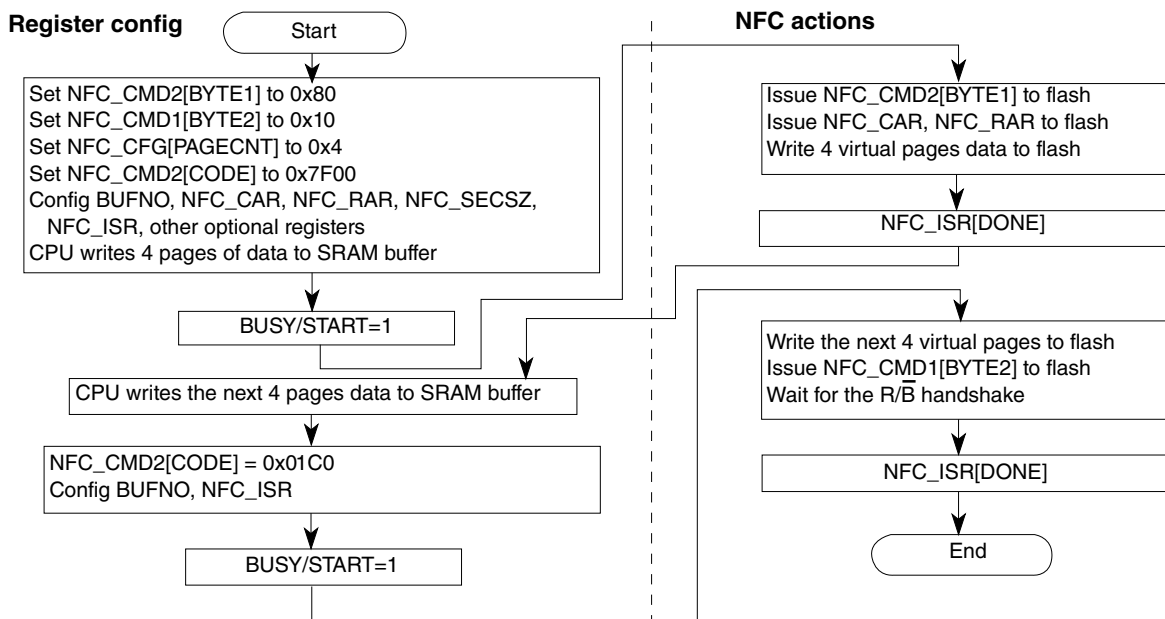 Register config
Start
Set NFC_CMD2[BYTE1] to 0x80
Set NFC_CMD1[BYTE2] to 0x10
Set NFC_CFG[PAGECNT] to 0x4
Set NFC_CMD2[CODE] to 0x7F00
Config BUFNO, NFC_CAR, NFC_RAR, NFC_SECSZ,
NFC_ISR, other optional registers
CPU writes 4 pages of data to SRAM buffer
BUSY/START=1
CPU writes the next 4 pages data to SRAM buffer
NFC_CMD2[CODE] = 0x01C0
Config BUFNO, NFC_ISR
BUSY/START=1
NFC actions
Issue NFC_CMD2[BYTE1] to flash
Issue NFC_CAR, NFC_RAR to flash
Write 4 virtual pages data to flash
NFC_ISR[DONE]
Write the next 4 virtual pages to flash
Issue NFC_CMD1[BYTE2] to flash
Wait for the R/B̅ handshake
NFC_ISR[DONE]
End